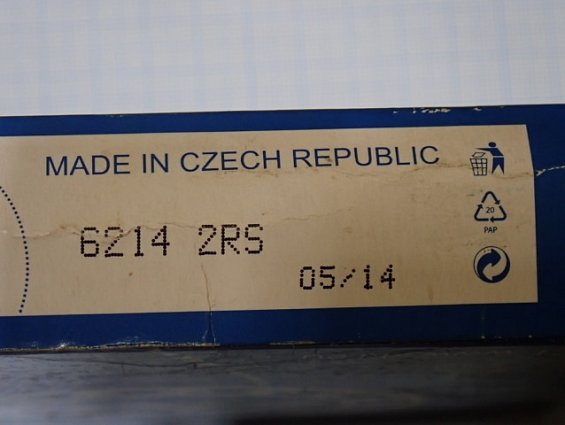 MADE IN CZECH REPUBLIC
6214 2RS
05/14
20
PAP